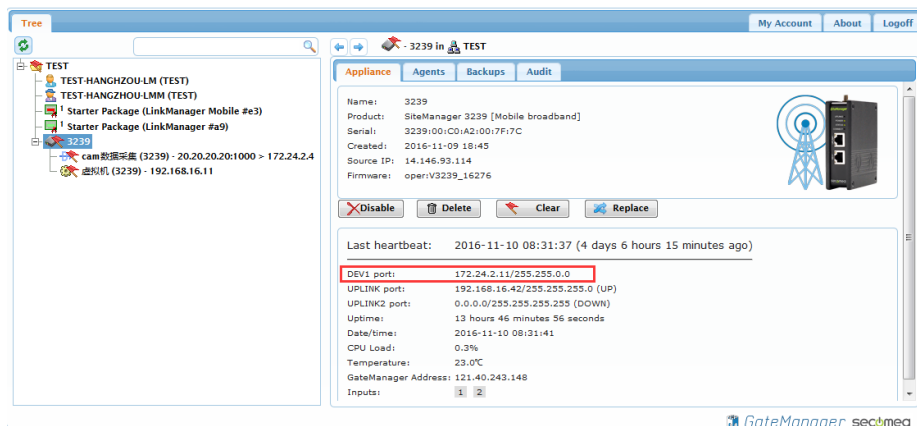 Tree
My Account About Logoff
TEST
TEST-HANGZHOU-LM (TEST)
TEST-HANGZHOU-LMM (TEST)
1 Starter Package (LinkManager Mobile #e3)
1 Starter Package (LinkManager #a9)
3239
cam数据采集 (3239) - 20.20.20.20:1000 > 172.24.2.4
虚拟机 (3239) - 192.168.16.11
- 3239 in TEST
Appliance Agents Backups Audit
Name: 3239
Product: SiteManager 3239 [Mobile broadband]
Serial: 3239:00:C0:A2:00:7F:7C
Created: 2016-11-09 18:45
Source IP: 14.146.93.114
Firmware: oper:V3239_16276
Disable Delete Clear Replace
Last heartbeat: 2016-11-10 08:31:37 (4 days 6 hours 15 minutes ago)
DEV1 port: 172.24.2.11/255.255.0.0
UPLINK port: 192.168.16.42/255.255.255.0 (UP)
UPLINK2 port: 0.0.0.0/255.255.255.255 (DOWN)
Uptime: 13 hours 46 minutes 56 seconds
Date/time: 2016-11-10 08:31:41
CPU Load: 0.3%
Temperature: 23.0℃
GateManager Address: 121.40.243.148
Inputs: 1 2
GateManager secomea